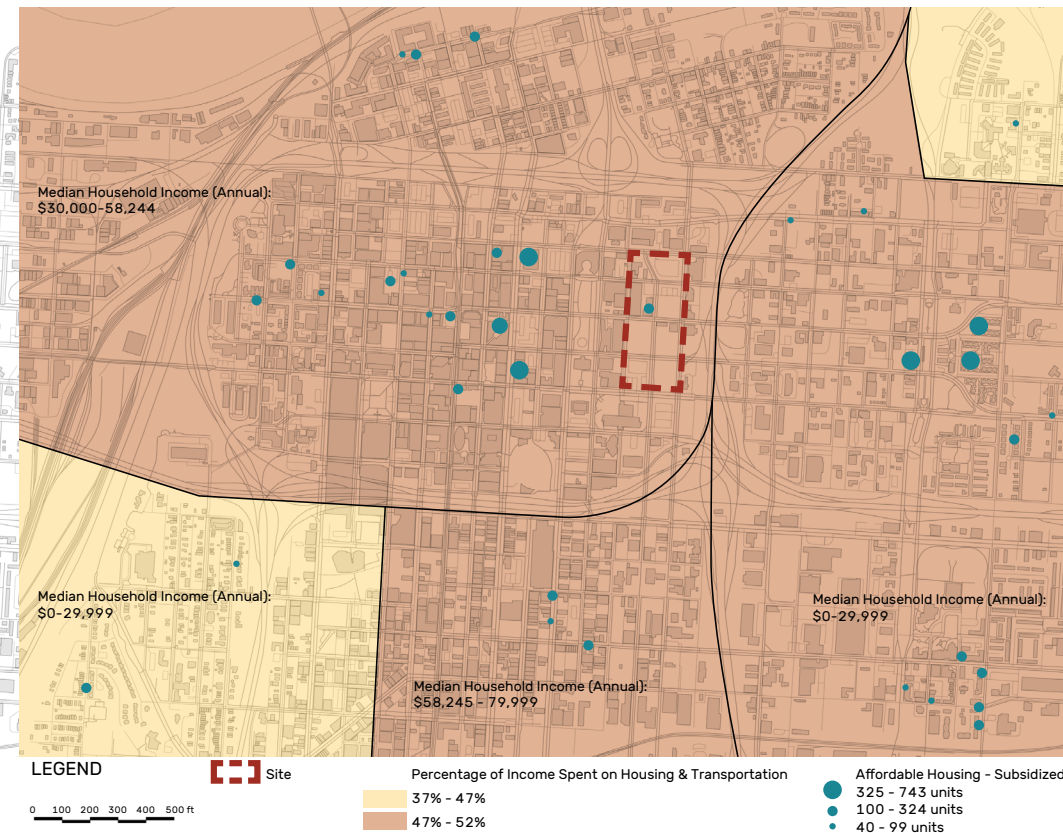 Median Household Income (Annual):
$30,000-58,244
Median Household Income (Annual):
$0-29,999
Median Household Income (Annual):
$0-29,999
Median Household Income (Annual):
$58,245 - 79,999
LEGEND
Site
0 100 200 300 400 500 ft
Percentage of Income Spent on Housing & Transportation
37% - 47%
47% - 52%
Affordable Housing - Subsidized
325 - 743 units
100 - 324 units
40 - 99 units